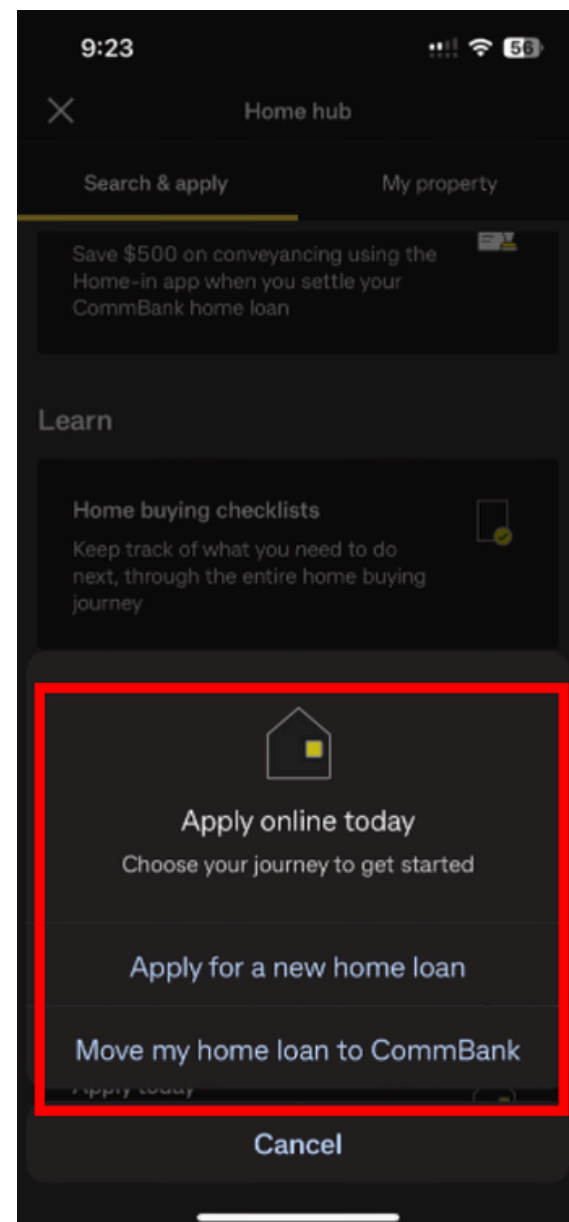 9:23
56
Home hub
Search & apply
My property
Save $500 on conveyancing using the
Home-in app when you settle your
CommBank home loan
Learn
Home buying checklists
Keep track of what you need to do
next, through the entire home buying
journey
Apply online today
Choose your journey to get started
Apply for a new home loan
Move my home loan to CommBank
Apply today
Cancel